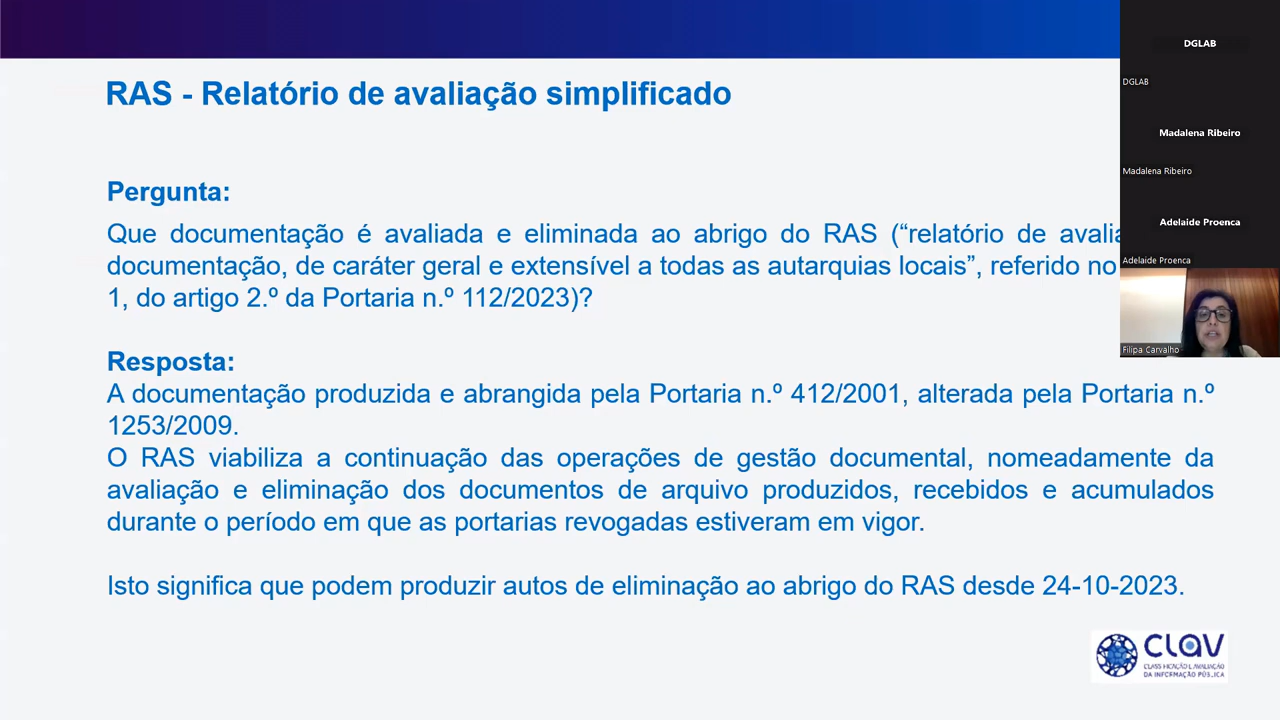 RAS - Relatório de avaliação simplificado
Pergunta:
Que documentação é avaliada e eliminada ao abrigo do RAS (“relatório de
documentação, de caráter geral e extensível a todas as autarquias locais”, referido no
1, do artigo 2.º da Portaria n.º 112/2023)?
Resposta:
A documentação produzida e abrangida pela Portaria n.º 412/2001, alterada pela Portaria n.º
1253/2009.
O RAS viabiliza a continuação das operações de gestão documental, nomeadamente da
avaliação e eliminação dos documentos de arquivo produzidos, recebidos e acumulados
durante o período em que as portarias revogadas estiveram em vigor.
Isto significa que podem produzir autos de eliminação ao abrigo do RAS desde 24-10-2023.
DGLAB
DGLAB
Madalena Ribeiro
Madalena Ribeiro
Adelaide Proenca
Adelaide Proenca
Filipa Carvalho
CLAV
CLASSIFICAÇÃO E AVALIAÇÃO
DA INFORMAÇÃO PÚBLICA